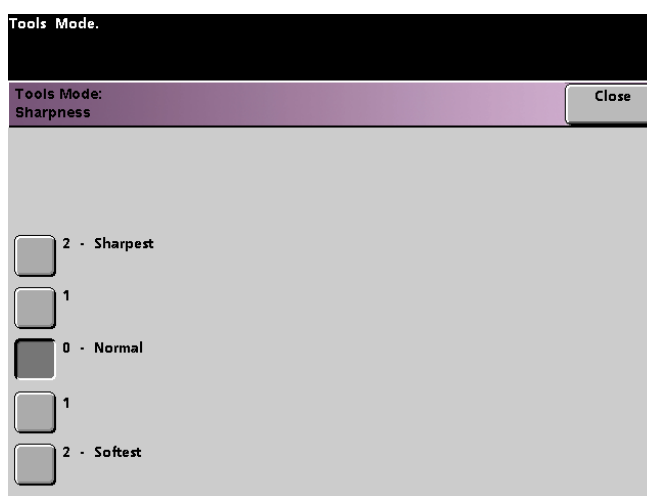 Tools Mode.
Tools Mode:
Sharpness
Close
2 - Sharpest
1
0 - Normal
1
2 - Softest